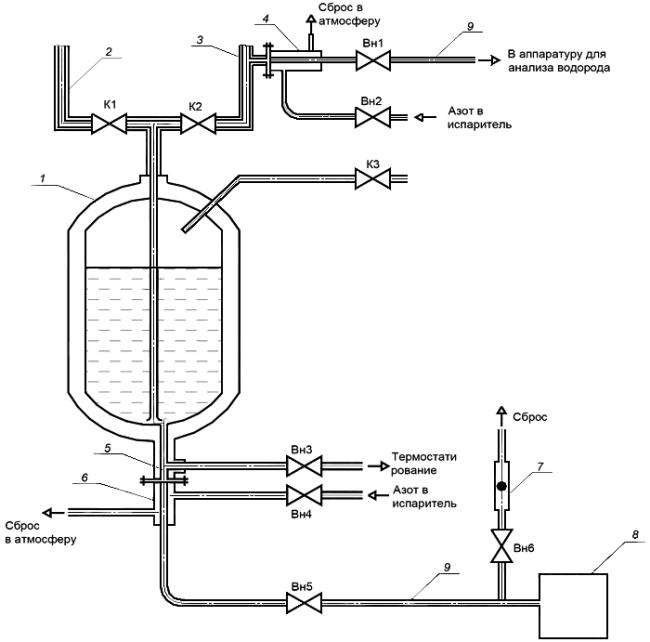 Сброс в
атмосферу
2
3
4
Вн1
9
В аппаратуру для
анализа водорода
К1
К2
Вн2
Азот в
испаритель
К3
1
Сброс
5
Вн3
Термостати
рование
6
Вн4
Азот в
испаритель
7
Сброс
в атмосферу
Вн6
8
Вн5
9